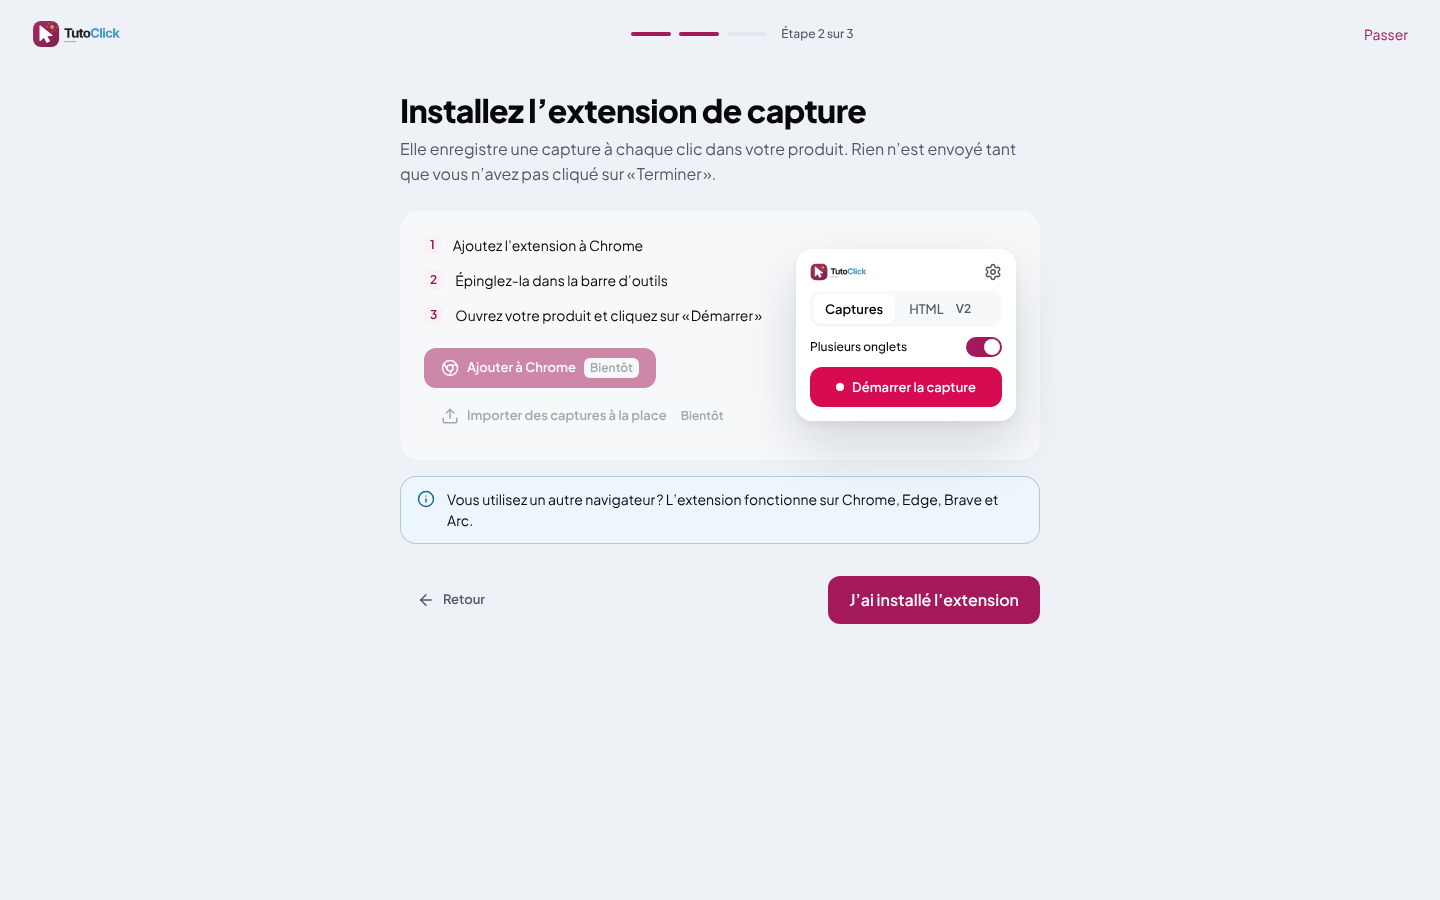 TutoClick
Étape 2 sur 3
Passer
Installez l’extension de capture
Elle enregistre une capture à chaque clic dans votre produit. Rien n’est envoyé tant
que vous n’avez pas cliqué sur « Terminer ».
1 Ajoutez l’extension à Chrome
2 Épinglez-la dans la barre d’outils
3 Ouvrez votre produit et cliquez sur « Démarrer »
Ajouter à Chrome Bientôt
Importer des captures à la place Bientôt
TutoClick
Captures HTML V2
Plusieurs onglets
Démarrer la capture
Vous utilisez un autre navigateur ? L’extension fonctionne sur Chrome, Edge, Brave et
Arc.
Retour
J’ai installé l’extension